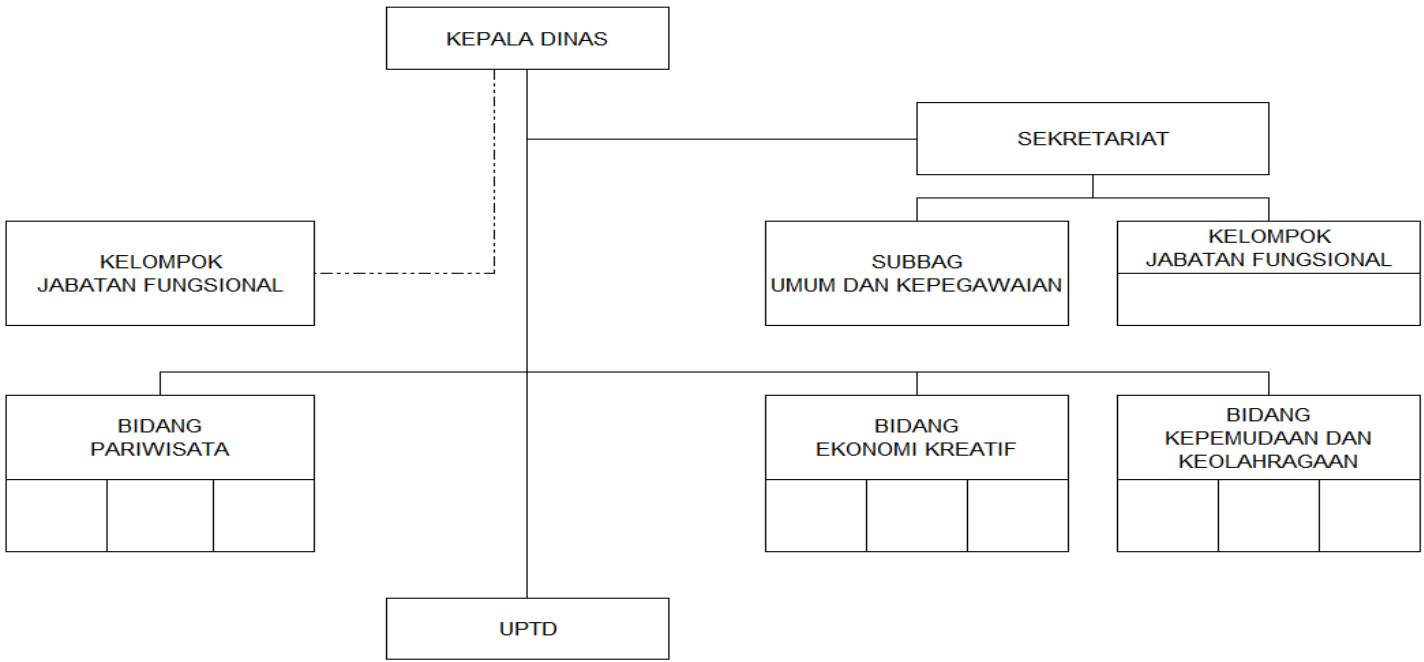 KEPALA DINAS
SEKRETARIAT
KELOMPOK
JABATAN FUNGSIONAL
SUBBAG
UMUM DAN KEPEGAWAIAN
KELOMPOK
JABATAN FUNGSIONAL
BIDANG
PARIWISATA
BIDANG
EKONOMI KREATIF
BIDANG
KEPEMUDAAN DAN
KEOLAHRAGAAN
UPTD